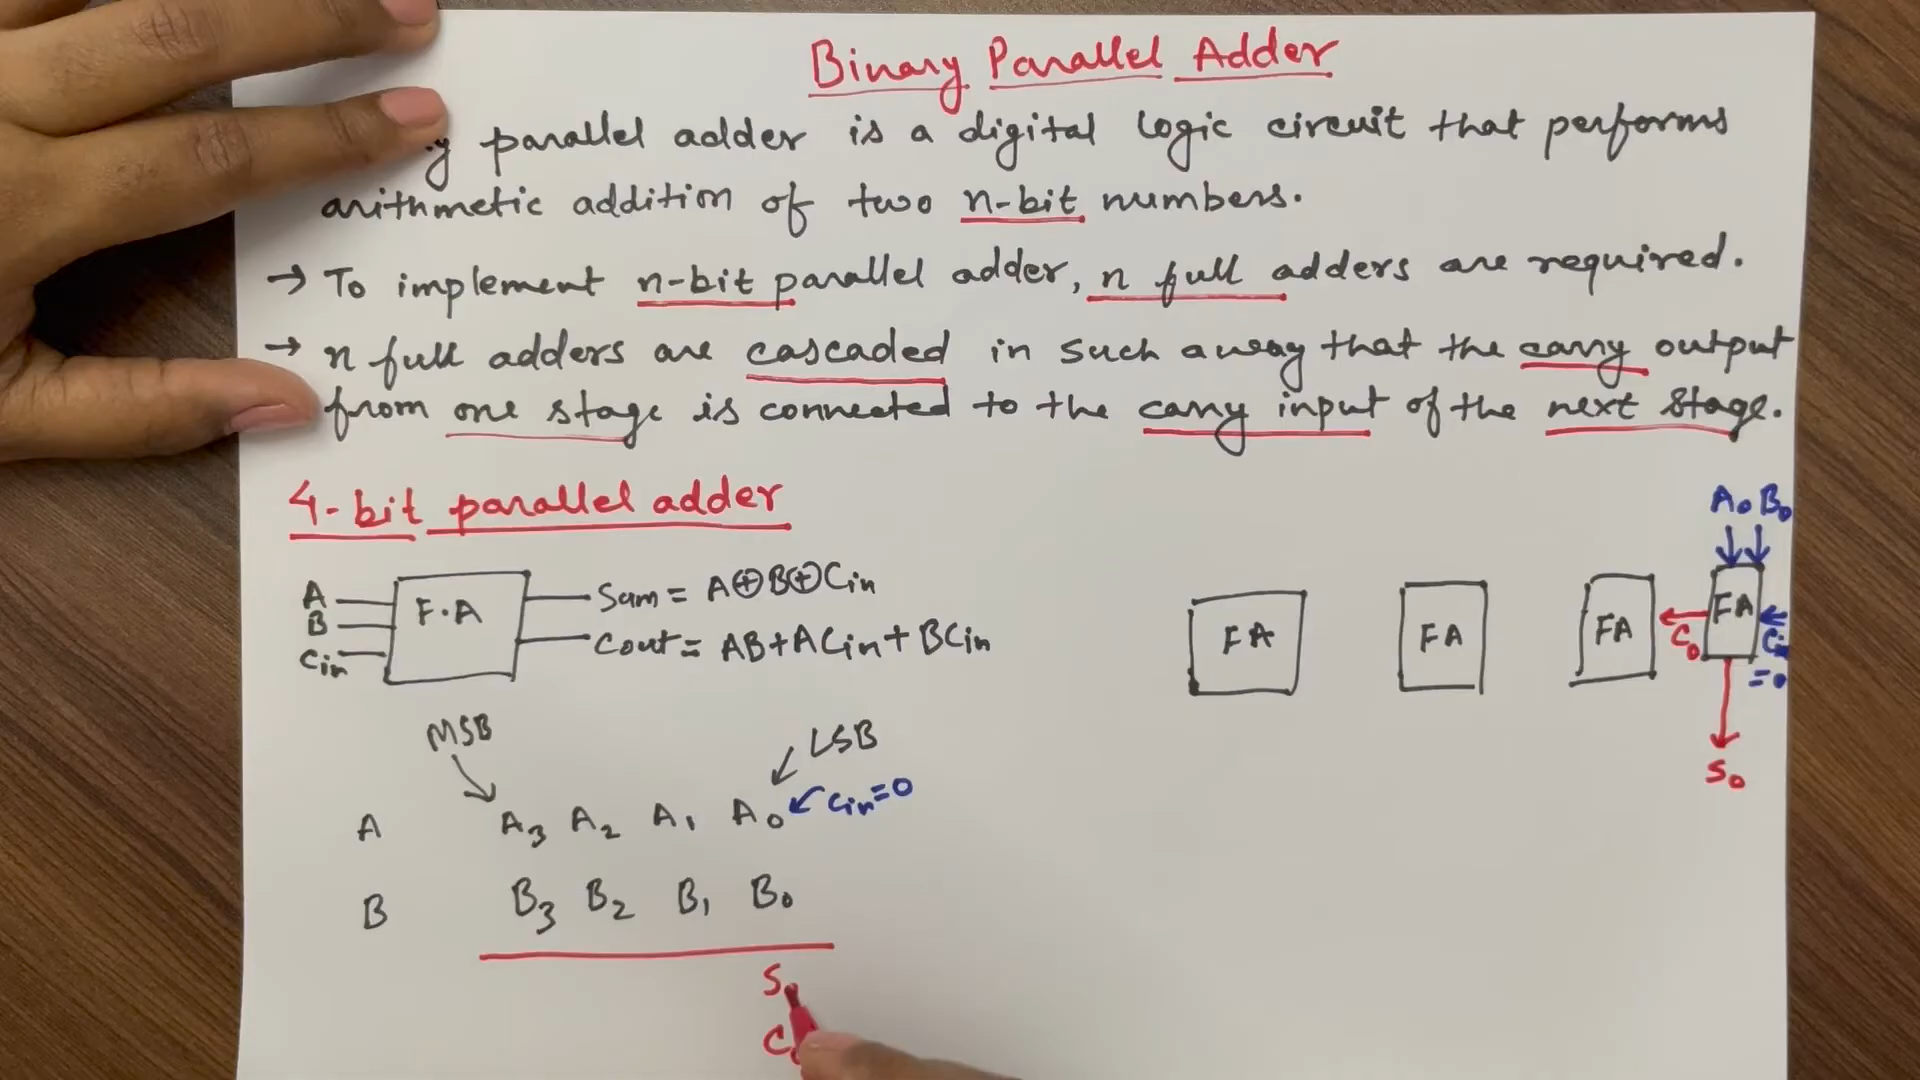 Binary Parallel Adder
y parallel adder is a digital logic circuit that performs
arithmetic addition of two n-bit numbers.
→ To implement n-bit parallel adder, n full adders are required.
→ n full adders are cascaded in such away that the carry output
from one stage is connected to the carry input of the next stage.
4-bit parallel adder
A0 B0
A
B
Cin
F.A
Sum = A⊕B⊕Cin
Cout = AB+ACin+BCin
FA FA FA C0 FA Cin
=0
S0
MSB LSB
A A3 A2 A1 A0 Cin=0
B B3 B2 B1 B0
S0
C